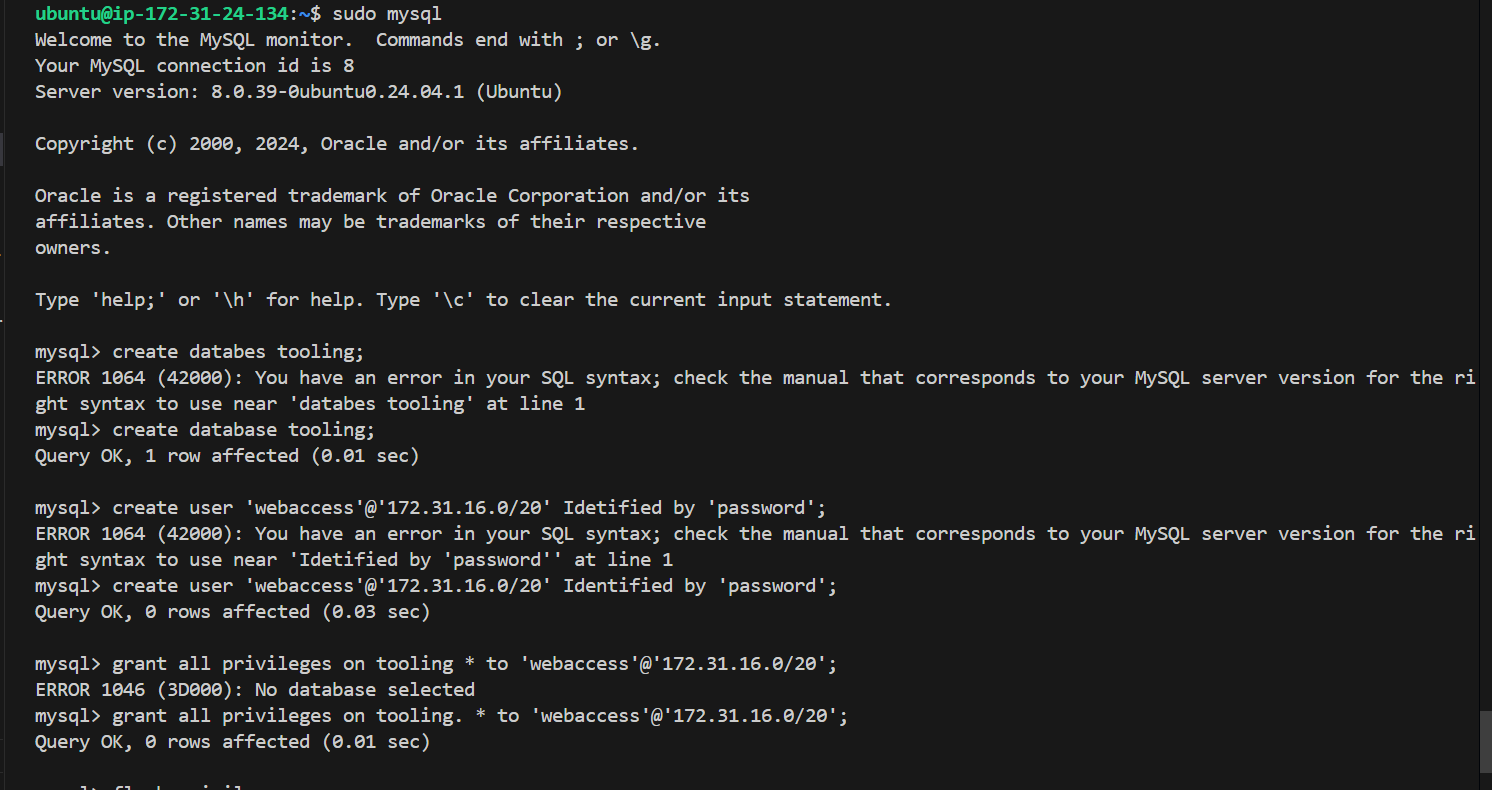 ubuntu@ip-172-31-24-134:~$ sudo mysql
Welcome to the MySQL monitor.  Commands end with ; or \g.
Your MySQL connection id is 8
Server version: 8.0.39-0ubuntu0.24.04.1 (Ubuntu)
Copyright (c) 2000, 2024, Oracle and/or its affiliates.
Oracle is a registered trademark of Oracle Corporation and/or its
affiliates. Other names may be trademarks of their respective
owners.
Type 'help;' or '\h' for help. Type '\c' to clear the current input statement.
mysql> create databes tooling;
ERROR 1064 (42000): You have an error in your SQL syntax; check the manual that corresponds to your MySQL server version for the ri
ght syntax to use near 'databes tooling' at line 1
mysql> create database tooling;
Query OK, 1 row affected (0.01 sec)
mysql> create user 'webaccess'@'172.31.16.0/20' Idetified by 'password';
ERROR 1064 (42000): You have an error in your SQL syntax; check the manual that corresponds to your MySQL server version for the ri
ght syntax to use near 'Idetified by 'password'' at line 1
mysql> create user 'webaccess'@'172.31.16.0/20' Identified by 'password';
Query OK, 0 rows affected (0.03 sec)
mysql> grant all privileges on tooling * to 'webaccess'@'172.31.16.0/20';
ERROR 1046 (3D000): No database selected
mysql> grant all privileges on tooling. * to 'webaccess'@'172.31.16.0/20';
Query OK, 0 rows affected (0.01 sec)